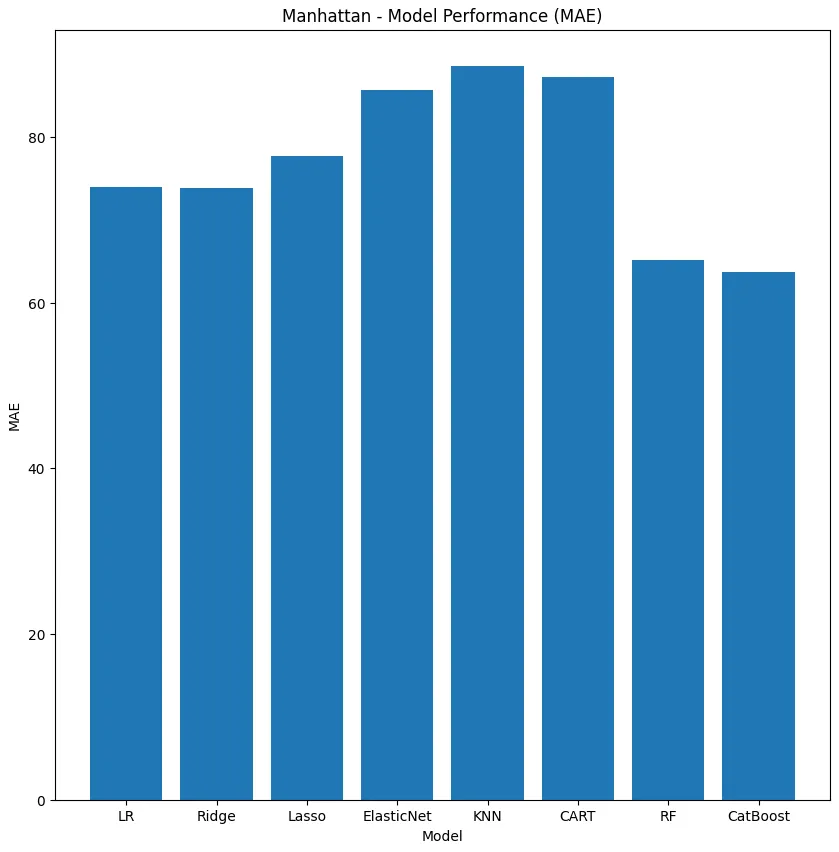 Manhattan - Model Performance (MAE)
MAE
80
60
40
20
0
LR Ridge Lasso ElasticNet KNN CART RF CatBoost
Model